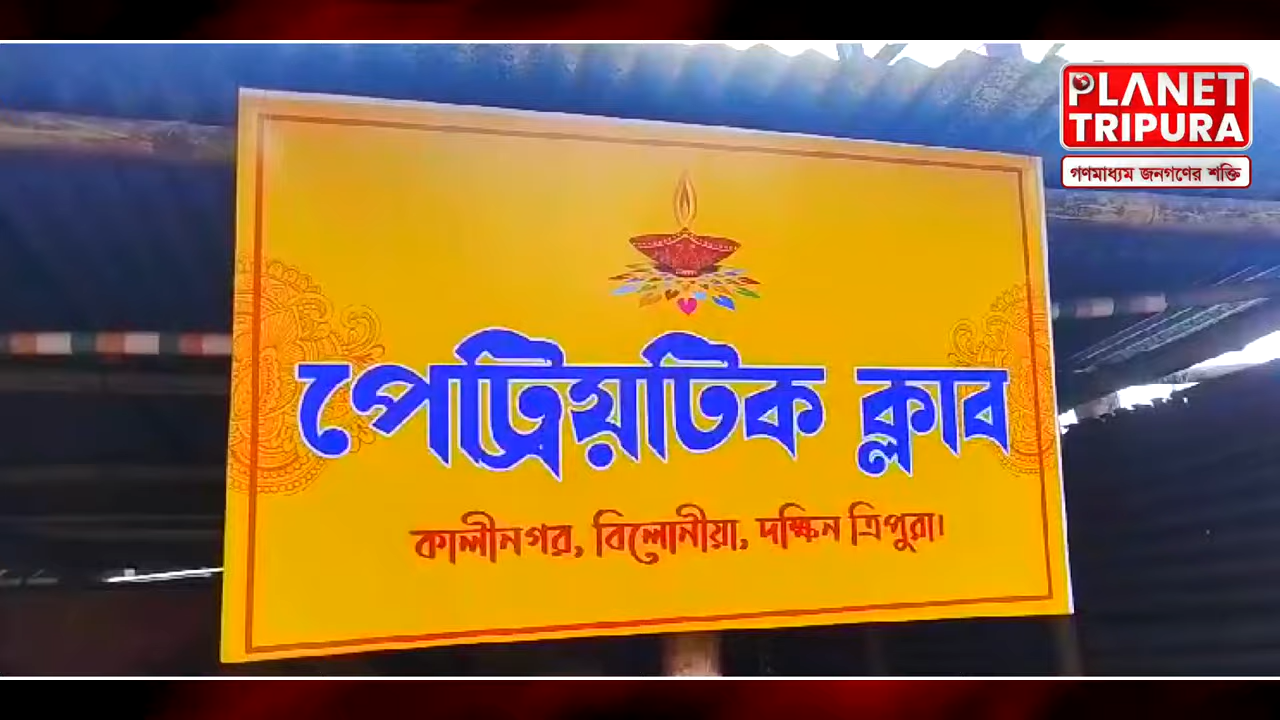 PLANET
TRIPURA
গণমাধ্যম জনগণের শক্তি
পেট্রিয়টিক ক্লাব
কালীনগর, বিলোনীয়া, দক্ষিন ত্রিপুরা।